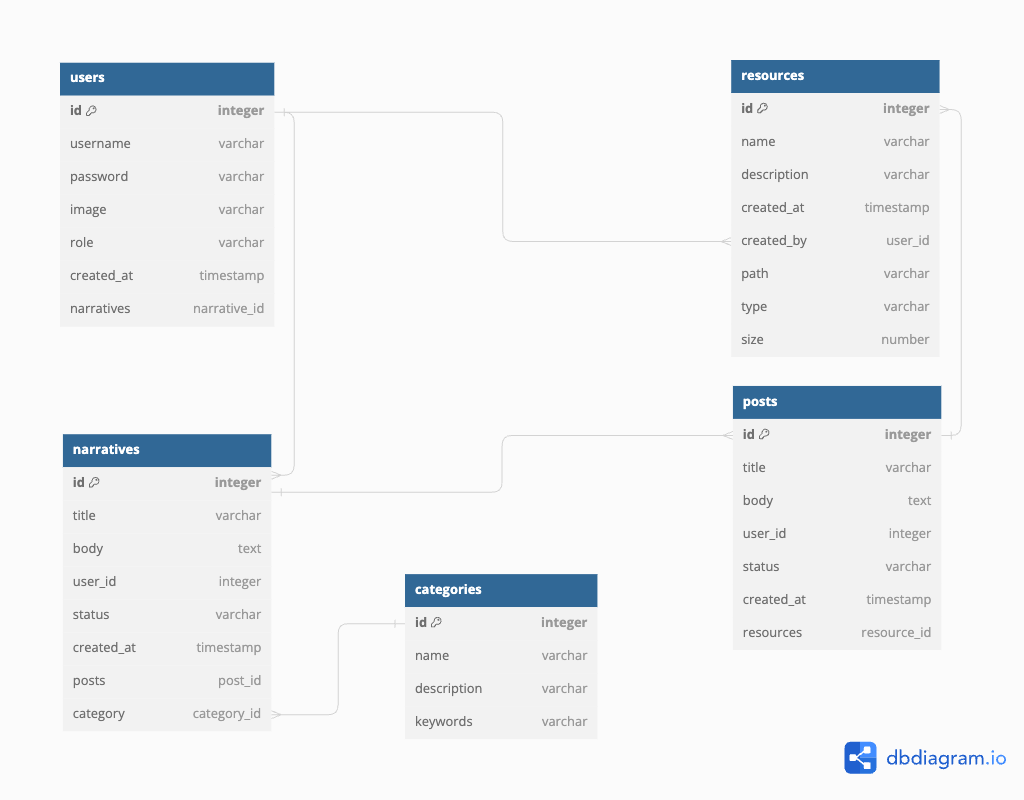 users
id integer
username varchar
password varchar
image varchar
role varchar
created_at timestamp
narratives narrative_id
resources
id integer
name varchar
description varchar
created_at timestamp
created_by user_id
path varchar
type varchar
size number
narratives
id integer
title varchar
body text
user_id integer
status varchar
created_at timestamp
posts post_id
category category_id
posts
id integer
title varchar
body text
user_id integer
status varchar
created_at timestamp
resources resource_id
categories
id integer
name varchar
description varchar
keywords varchar
dbdiagram.io